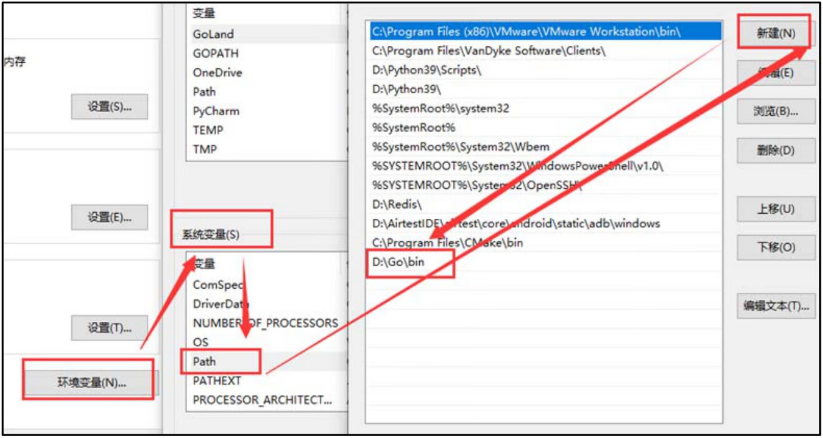 内存
设置(S)...
设置(E)...
设置(T)...
环境变量(N)...
变量
GoLand
GOPATH
OneDrive
Path
PyCharm
TEMP
TMP
系统变量(S)
变量
ComSpec
DriverData
NUMBER_OF_PROCESSORS
OS
Path
PATHEXT
PROCESSOR_ARCHITECT...
C:\Program Files (x86)\VMware\VMware Workstation\bin\
C:\Program Files\VanDyke Software\Clients\
D:\Python39\Scripts\
D:\Python39\
%SystemRoot%\system32
%SystemRoot%
%SystemRoot%\System32\Wbem
%SYSTEMROOT%\System32\WindowsPowerShell\v1.0\
%SYSTEMROOT%\System32\OpenSSH\
D:\Redis\
D:\AirtestIDE\airtest\core\android\static\adb\windows
C:\Program Files\CMake\bin
D:\Go\bin
新建(N)
编辑(E)
浏览(B)...
删除(D)
上移(U)
下移(O)
编辑文本(T)...